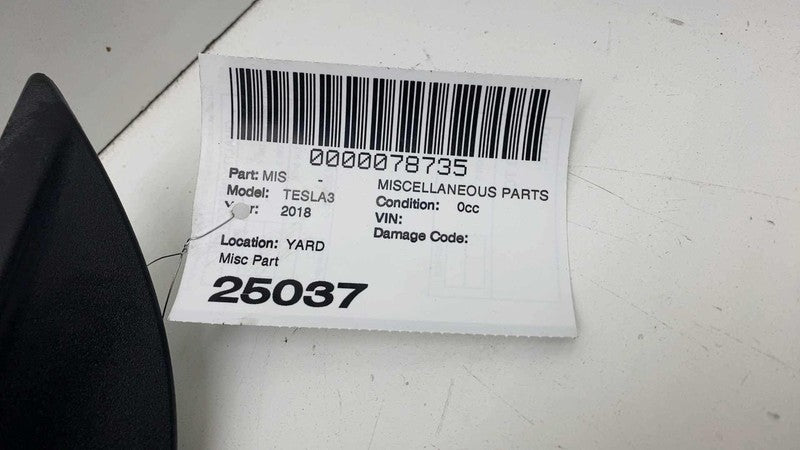 0000078735
Part: MIS - MISCELLANEOUS PARTS
Model: TESLA3 Condition: 0cc
2018 VIN:
Damage Code:
Location: YARD
Misc Part
25037